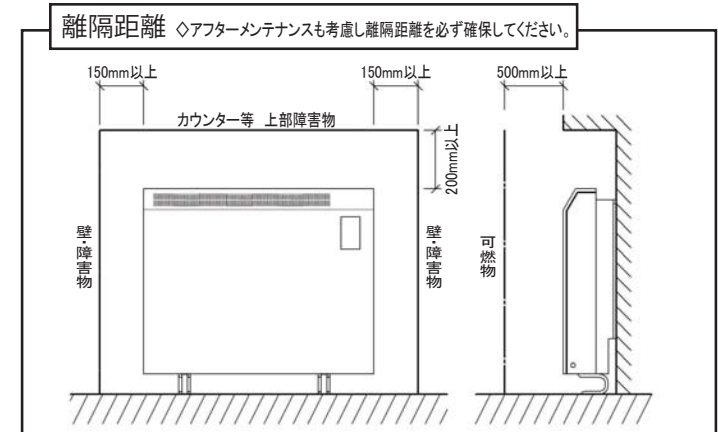 離隔距離 ◇アフターメンテナンスも考慮し離隔距離を必ず確保してください。
150mm以上
150mm以上
500mm以上
カウンター等 上部障害物
200mm以上
壁・障害物
壁・障害物
可燃物